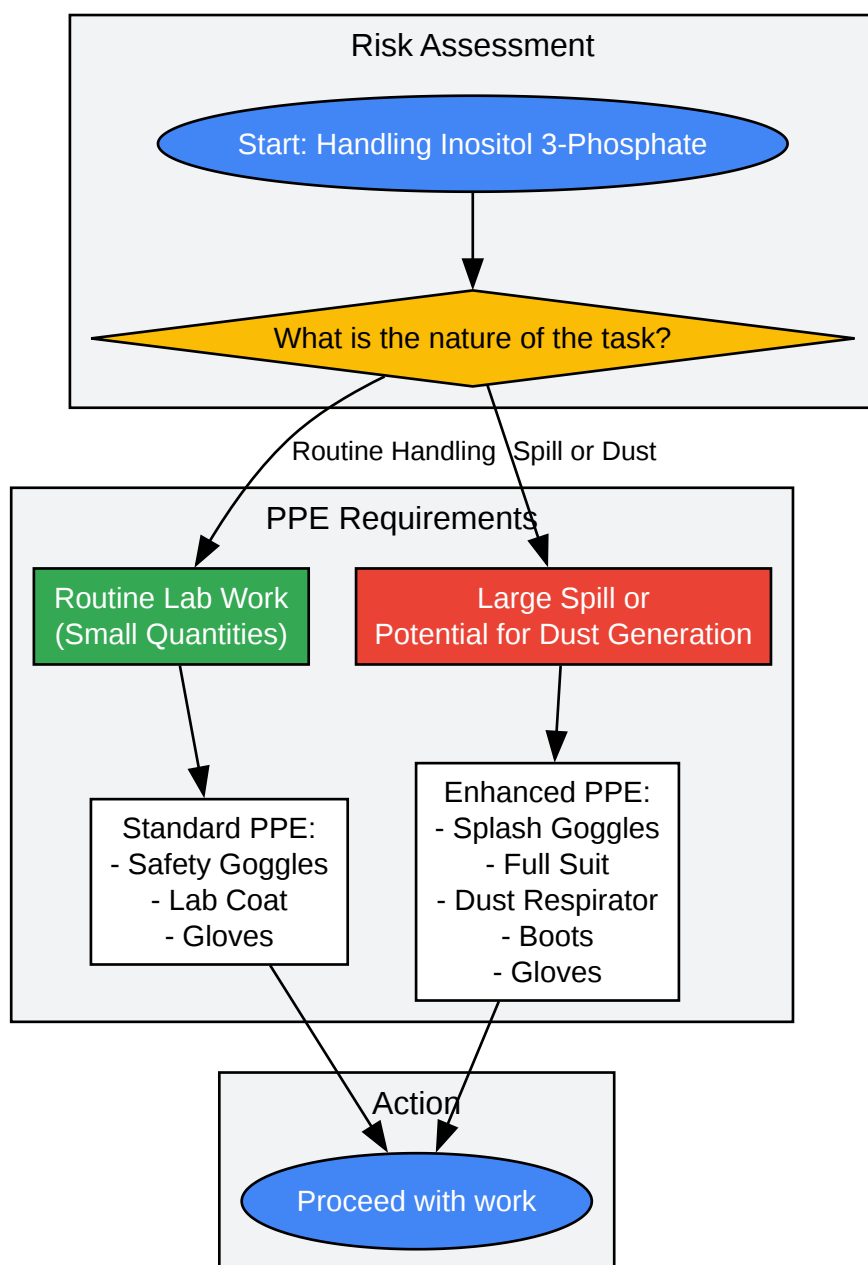 Risk Assessment
Start: Handling Inositol 3-Phosphate
What is the nature of the task?
Routine Handling
Spill or Dust
PPE Requirements
Routine Lab Work
(Small Quantities)
Large Spill or
Potential for Dust Generation
Standard PPE:
- Safety Goggles
- Lab Coat
- Gloves
Enhanced PPE:
- Splash Goggles
- Full Suit
- Dust Respirator
- Boots
- Gloves
Action
Proceed with work